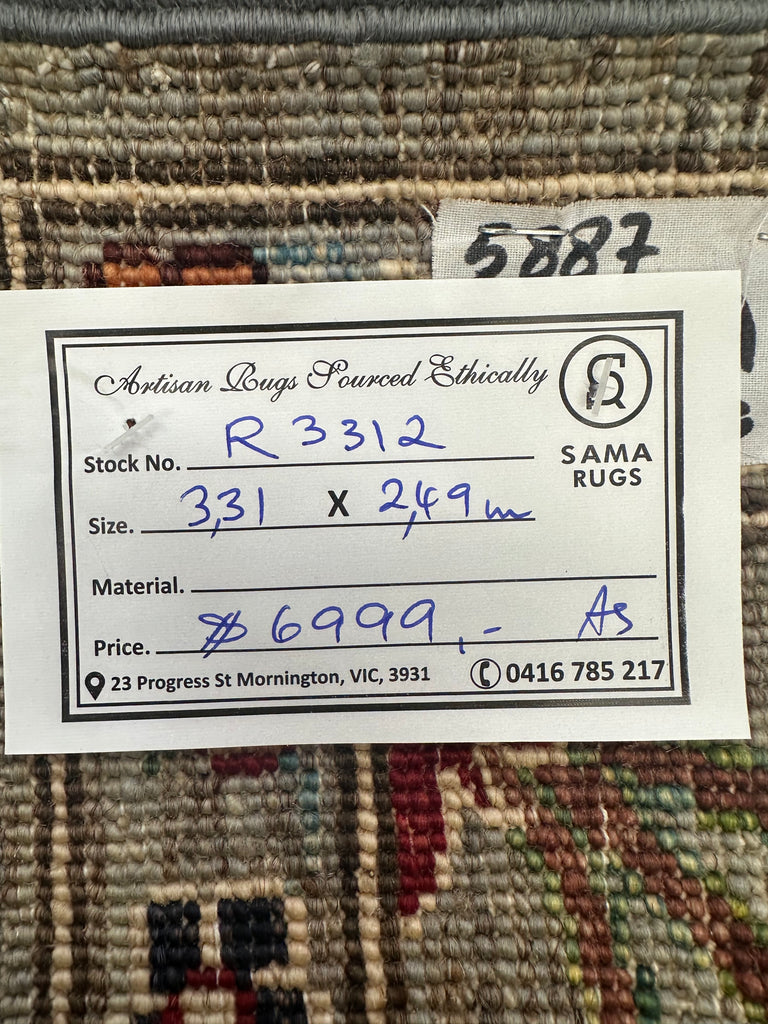 5887
Artisan Rugs Sourced Ethically
SR
SAMA
RUGS
Stock No. R3312
Size. 3,31 X 2,49 m
Material.
Price. $6999,- As
23 Progress St Mornington, VIC, 3931
0416 785 217